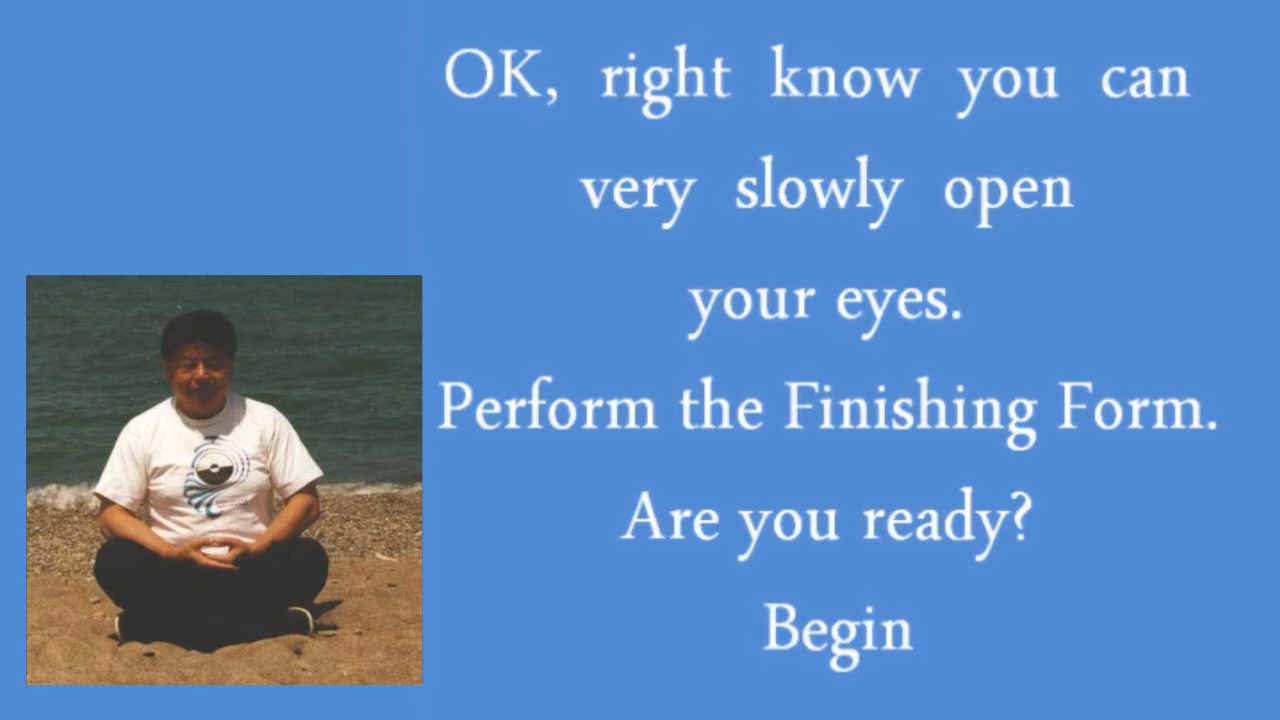 OK, right know you can
very slowly open
your eyes.
Perform the Finishing Form.
Are you ready?
Begin